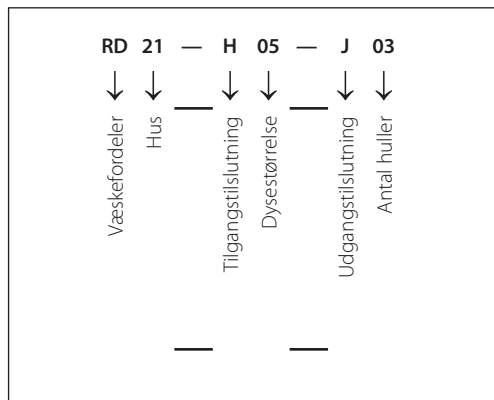 RD 21 — H 05 — J 03
Væskefordeler
Hus
Tilgangstilslutning
Dysestørrelse
Udgangstilslutning
Antal huller